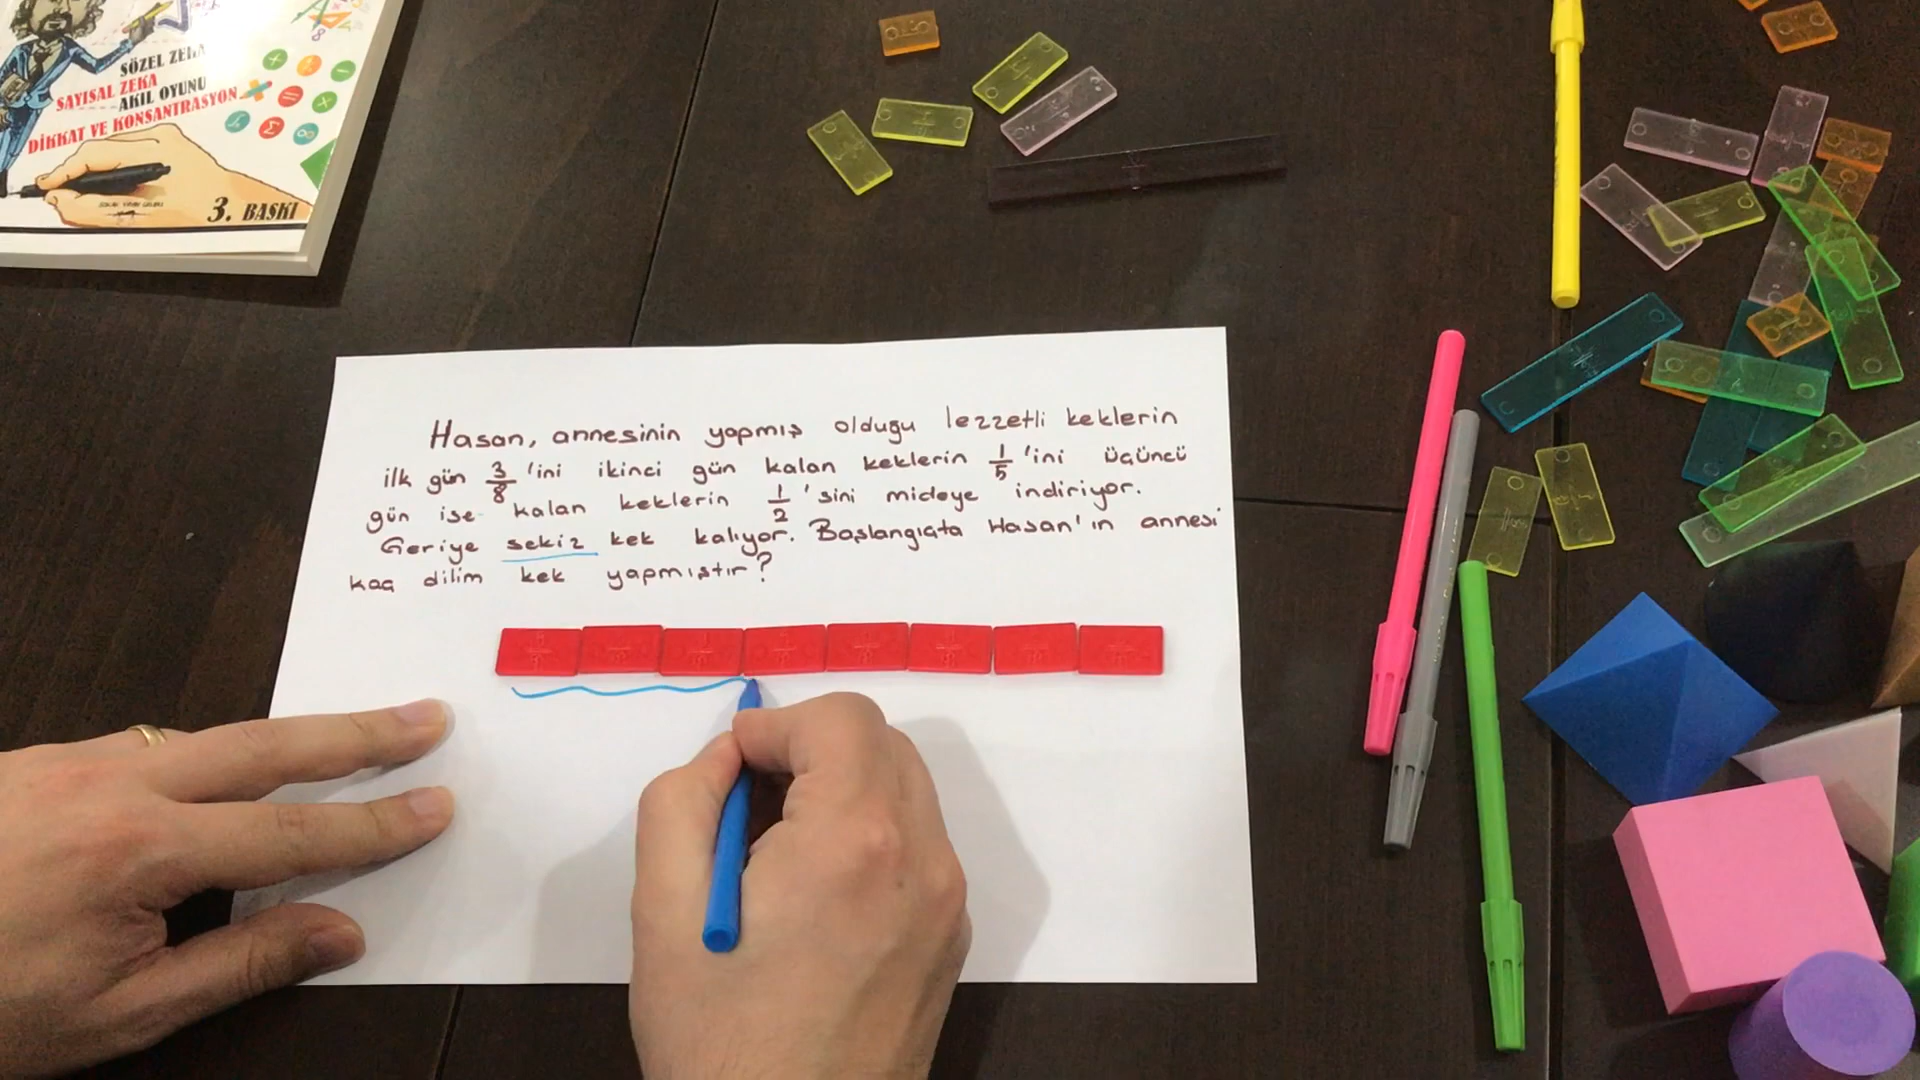 SÖZEL ZEKA
SAYISAL ZEKA
AKIL OYUNU
DİKKAT VE KONSANTRASYON
3. BASKI
Hasan, annesinin yapmış olduğu lezzetli keklerin
ilk gün 3/8 'ini ikinci gün kalan keklerin 1/5 'ini üçüncü
gün ise kalan keklerin 1/2 'sini mideye indiriyor.
Geriye sekiz kek kalıyor. Başlangıçta Hasan'ın annesi
kaç dilim kek yapmıştır?